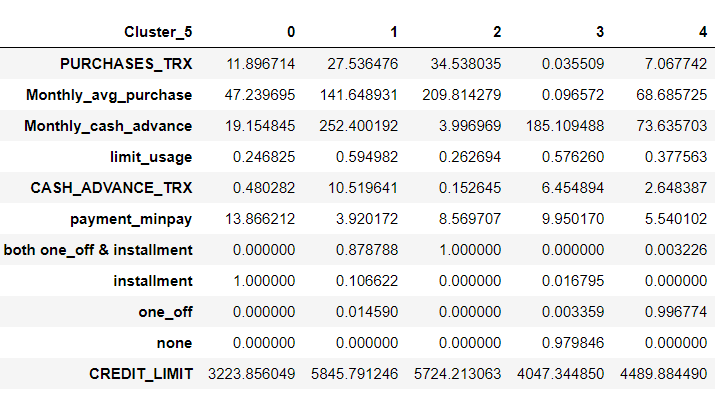 Cluster_5 0 1 2 3 4
PURCHASES_TRX 11.896714 27.536476 34.538035 0.035509 7.067742
Monthly_avg_purchase 47.239695 141.648931 209.814279 0.096572 68.685725
Monthly_cash_advance 19.154845 252.400192 3.996969 185.109488 73.635703
limit_usage 0.246825 0.594982 0.262694 0.576260 0.377563
CASH_ADVANCE_TRX 0.480282 10.519641 0.152645 6.454894 2.648387
payment_minpay 13.866212 3.920172 8.569707 9.950170 5.540102
both one_off & installment 0.000000 0.878788 1.000000 0.000000 0.003226
installment 1.000000 0.106622 0.000000 0.016795 0.000000
one_off 0.000000 0.014590 0.000000 0.003359 0.996774
none 0.000000 0.000000 0.000000 0.979846 0.000000
CREDIT_LIMIT 3223.856049 5845.791246 5724.213063 4047.344850 4489.884490